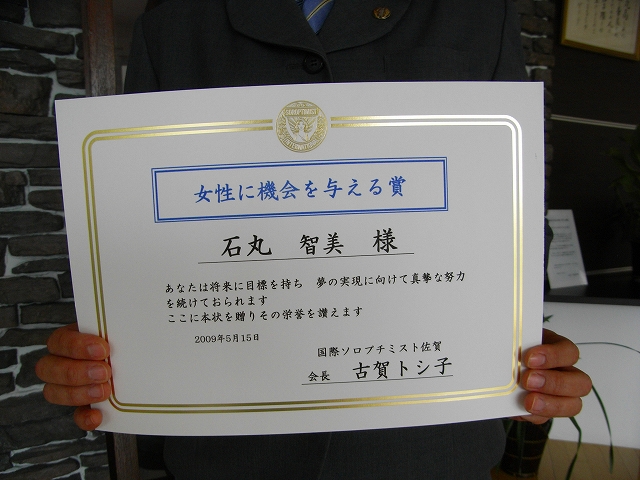 SOROPTIMIST
INTERNATIONAL
女性に機会を与える賞
石丸 智美 様
あなたは将来に目標を持ち 夢の実現に向けて真摯な努力
を続けておられます
ここに本状を贈りその栄誉を讃えます
2009年5月15日
国際ソロプチミスト佐賀
会長 古賀トシ子